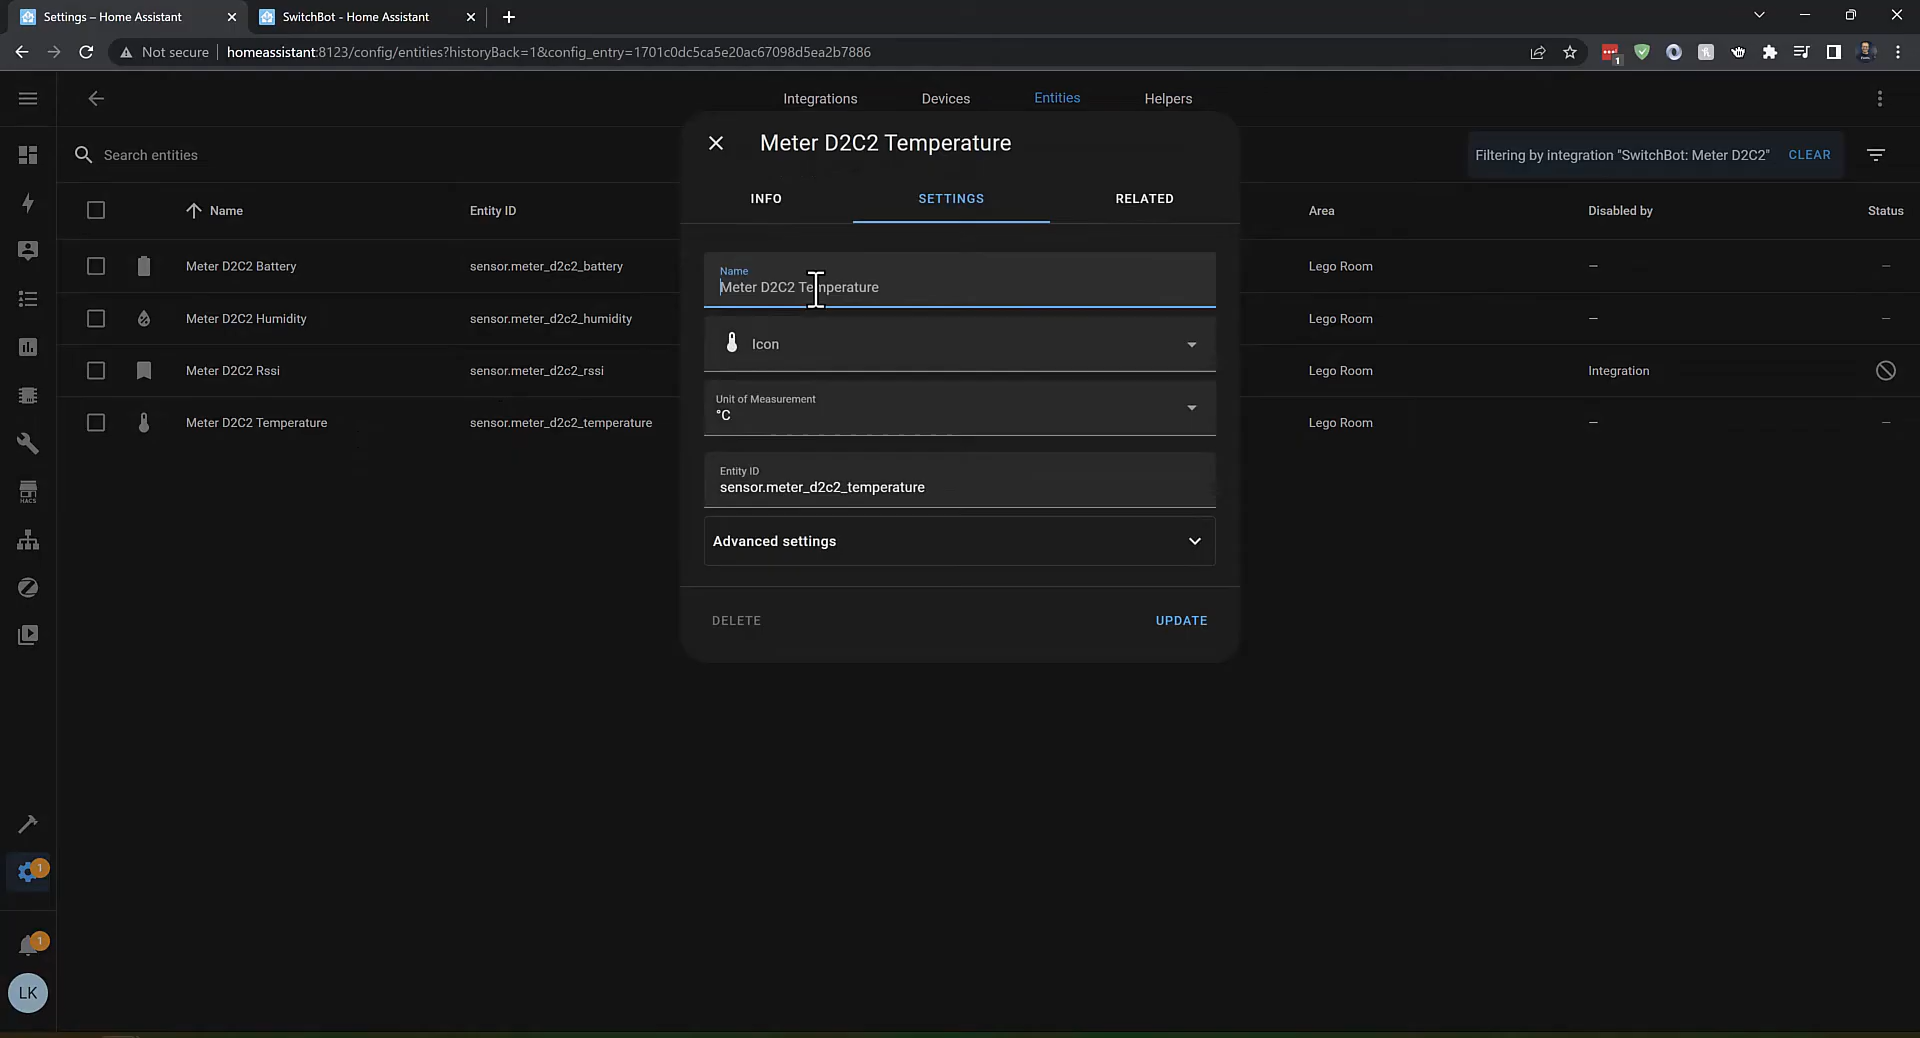 Settings – Home Assistant
SwitchBot - Home Assistant
Not secure
homeassistant:8123/config/entities?historyBack=1&config_entry=1701c0dc5ca5e20ac67098d5ea2b7886
1
Integrations
Devices
Entities
Helpers
Search entities
Filtering by integration "SwitchBot: Meter D2C2"
CLEAR
Name
Entity ID
Area
Disabled by
Status
Meter D2C2 Battery
sensor.meter_d2c2_battery
Lego Room
–
–
Meter D2C2 Humidity
sensor.meter_d2c2_humidity
Lego Room
–
–
Meter D2C2 Rssi
sensor.meter_d2c2_rssi
Lego Room
Integration
Meter D2C2 Temperature
sensor.meter_d2c2_temperature
Lego Room
–
–
Meter D2C2 Temperature
INFO
SETTINGS
RELATED
Name
Meter D2C2 Temperature
Icon
Unit of Measurement
°C
Entity ID
sensor.meter_d2c2_temperature
Advanced settings
DELETE
UPDATE
HACS
1
1
LK